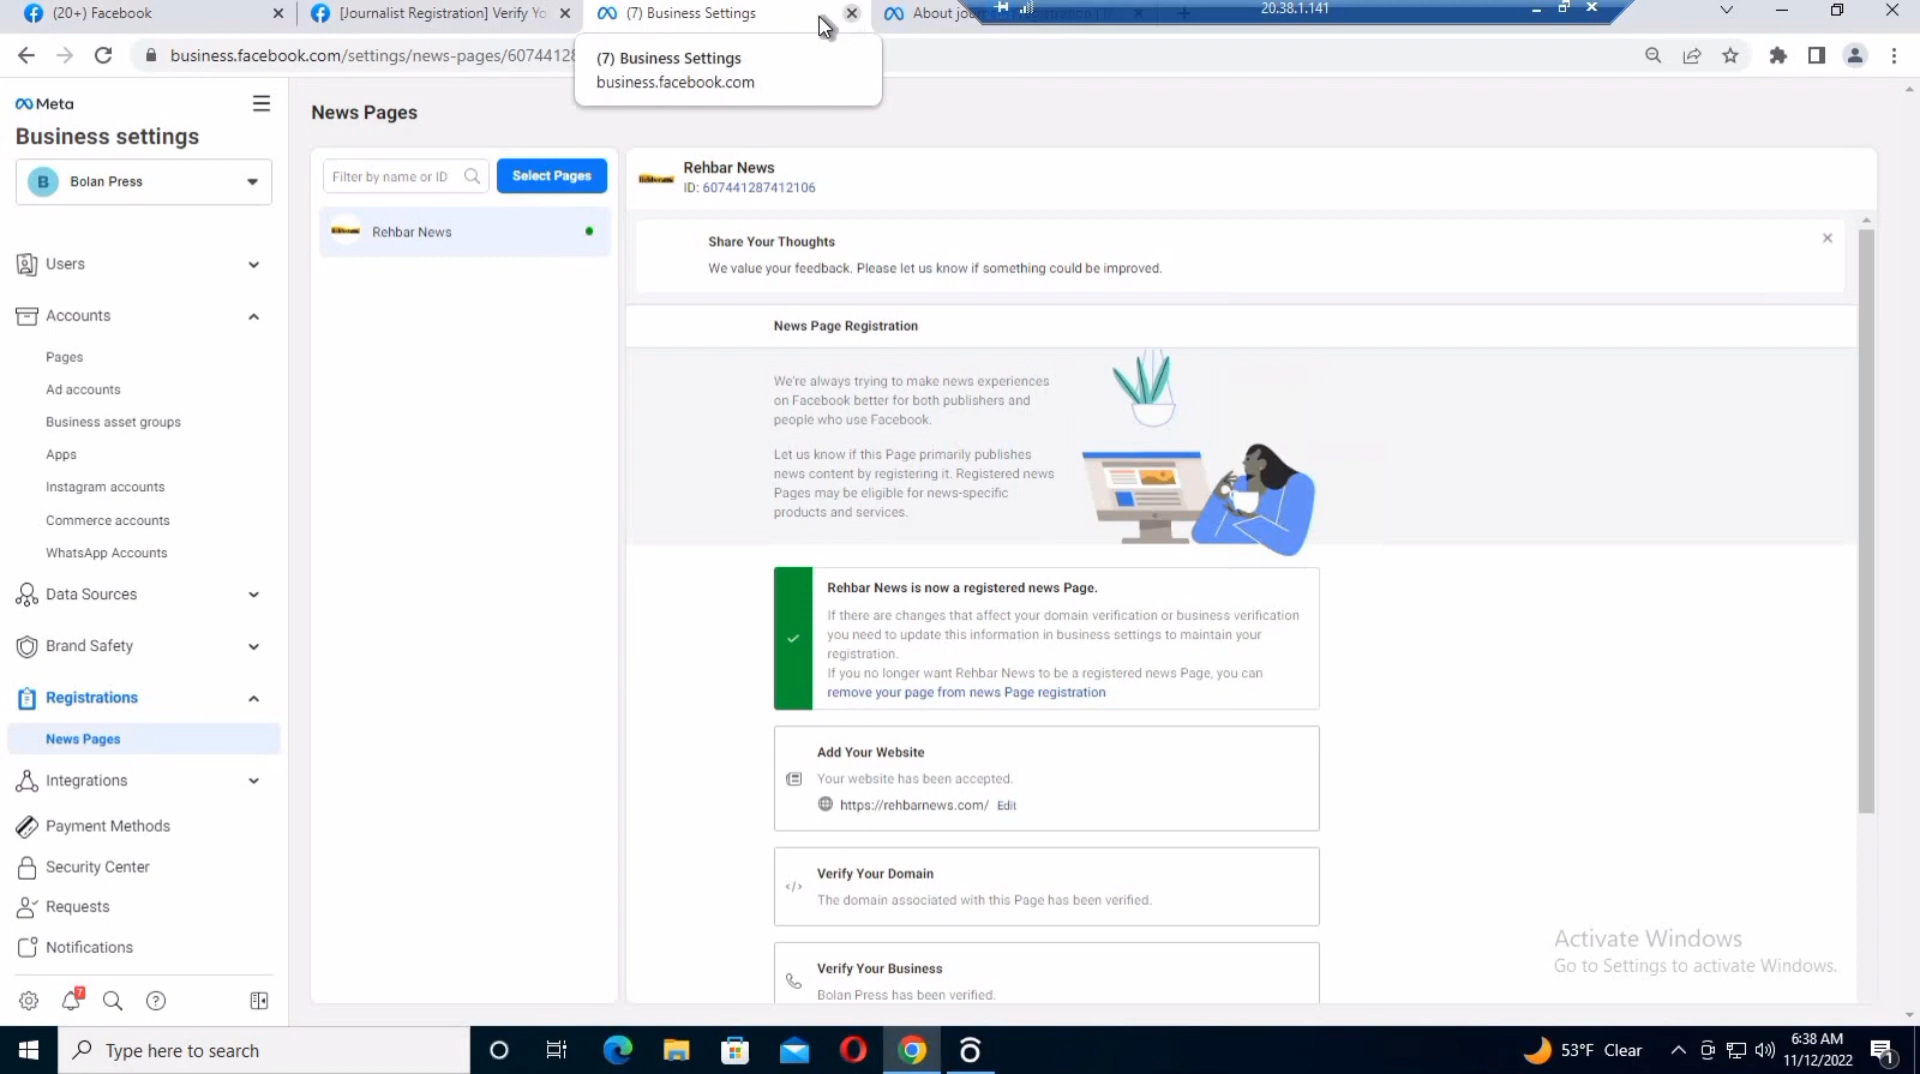 (20+) Facebook
[Journalist Registration] Verify Yo
(7) Business Settings
About jour
20.38.1.141
business.facebook.com/settings/news-pages/6074412
(7) Business Settings
business.facebook.com
Meta
Business settings
B Bolan Press
Users
Accounts
Pages
Ad accounts
Business asset groups
Apps
Instagram accounts
Commerce accounts
WhatsApp Accounts
Data Sources
Brand Safety
Registrations
News Pages
Integrations
Payment Methods
Security Center
Requests
Notifications
7
News Pages
Filter by name or ID
Select Pages
Rehbar News
Rehbar News
ID: 607441287412106
Share Your Thoughts
We value your feedback. Please let us know if something could be improved.
News Page Registration
We're always trying to make news experiences
on Facebook better for both publishers and
people who use Facebook.
Let us know if this Page primarily publishes
news content by registering it. Registered news
Pages may be eligible for news-specific
products and services.
Rehbar News is now a registered news Page.
If there are changes that affect your domain verification or business verification
you need to update this information in business settings to maintain your
registration.
If you no longer want Rehbar News to be a registered news Page, you can
remove your page from news Page registration
Add Your Website
Your website has been accepted.
https://rehbarnews.com/ Edit
Verify Your Domain
The domain associated with this Page has been verified.
Verify Your Business
Bolan Press has been verified.
Activate Windows
Go to Settings to activate Windows.
Type here to search
53°F Clear
6:38 AM
11/12/2022
1